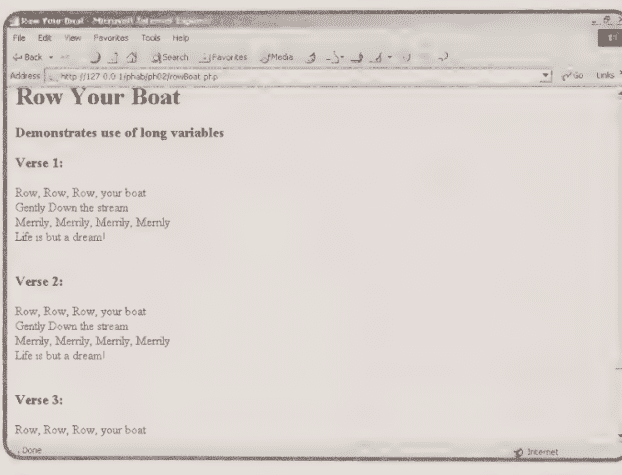 Row Your Boat - Microsoft Internet Explorer
File Edit View Favorites Tools Help
Back Search Favorites Media
Address http://127.0.0.1/phab/ph02/rowBoat.php Go Links
Row Your Boat
Demonstrates use of long variables
Verse 1:
Row, Row, Row, your boat
Gently Down the stream
Merrily, Merrily, Merrily, Merrily
Life is but a dream!
Verse 2:
Row, Row, Row, your boat
Gently Down the stream
Merrily, Merrily, Merrily, Merrily
Life is but a dream!
Verse 3:
Row, Row, Row, your boat
Done Internet